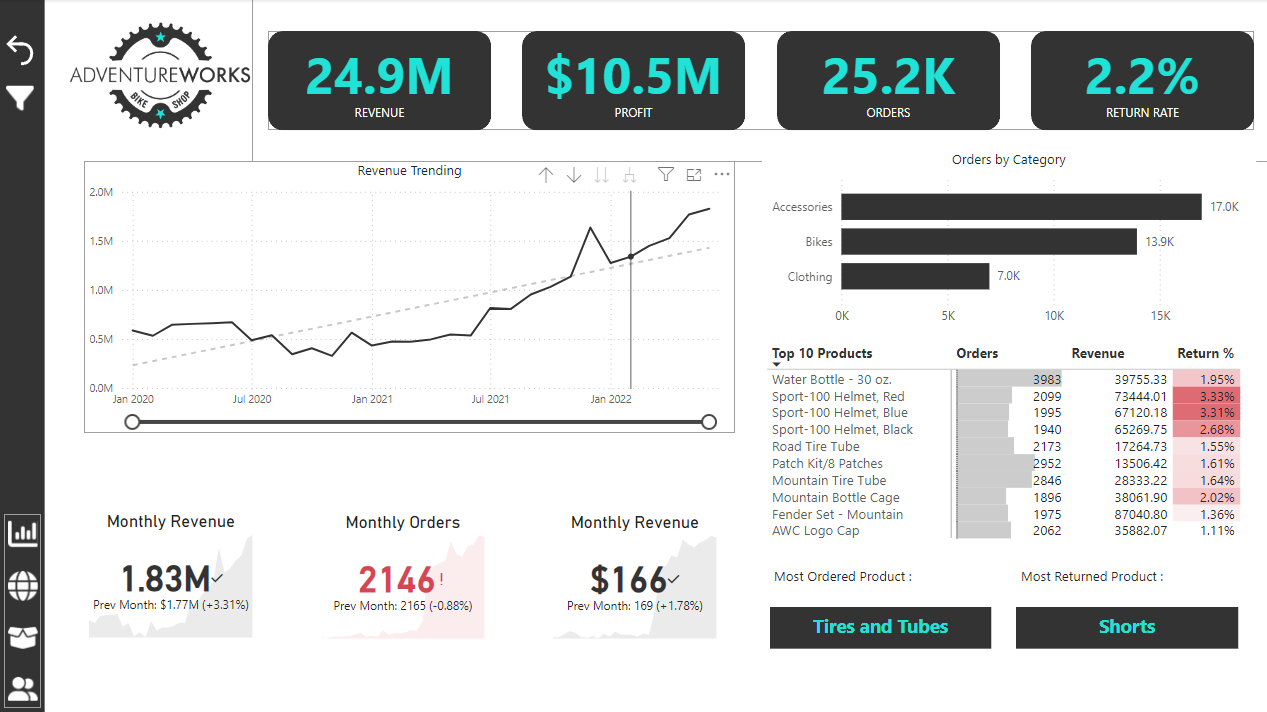 ADVENTUREWORKS
BIKE SHOP
24.9M
REVENUE
$10.5M
PROFIT
25.2K
ORDERS
2.2%
RETURN RATE
Revenue Trending
2.0M
1.5M
1.0M
0.5M
0.0M
Jan 2020 Jul 2020 Jan 2021 Jul 2021 Jan 2022
Orders by Category
Accessories 17.0K
Bikes 13.9K
Clothing 7.0K
0K 5K 10K 15K
Top 10 Products Orders Revenue Return %
Water Bottle - 30 oz. 3983 39755.33 1.95%
Sport-100 Helmet, Red 2099 73444.01 3.33%
Sport-100 Helmet, Blue 1995 67120.18 3.31%
Sport-100 Helmet, Black 1940 65269.75 2.68%
Road Tire Tube 2173 17264.73 1.55%
Patch Kit/8 Patches 2952 13506.42 1.61%
Mountain Tire Tube 2846 28333.22 1.64%
Mountain Bottle Cage 1896 38061.90 2.02%
Fender Set - Mountain 1975 87040.80 1.36%
AWC Logo Cap 2062 35882.07 1.11%
Monthly Revenue
1.83M
Prev Month: $1.77M (+3.31%)
Monthly Orders
2146!
Prev Month: 2165 (-0.88%)
Monthly Revenue
$166
Prev Month: 169 (+1.78%)
Most Ordered Product :
Tires and Tubes
Most Returned Product :
Shorts